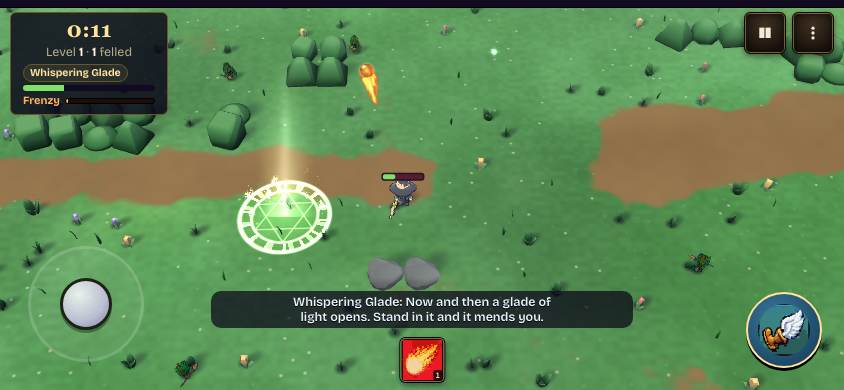 0:11
Level 1 · 1 felled
Whispering Glade
Frenzy
Whispering Glade: Now and then a glade of
light opens. Stand in it and it mends you.
1